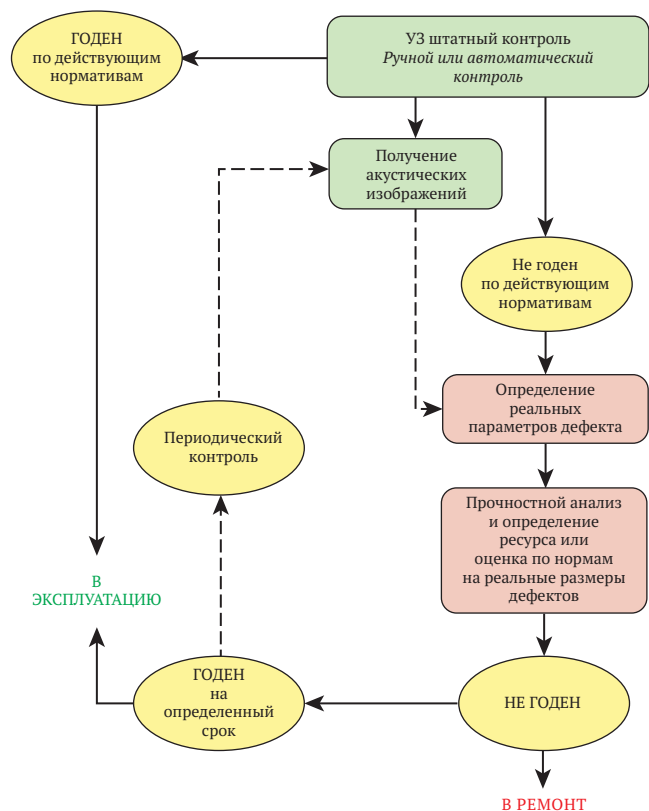 ГОДЕН
по действующим
нормативам
УЗ штатный контроль
Ручной или автоматический
контроль
Получение
акустических
изображений
Не годен
по действующим
нормативам
Определение
реальных
параметров дефекта
Периодический
контроль
Прочностной анализ
и определение
ресурса или
оценка по нормам
на реальные размеры
дефектов
В
ЭКСПЛУАТАЦИЮ
ГОДЕН
на
определенный
срок
НЕ ГОДЕН
В РЕМОНТ